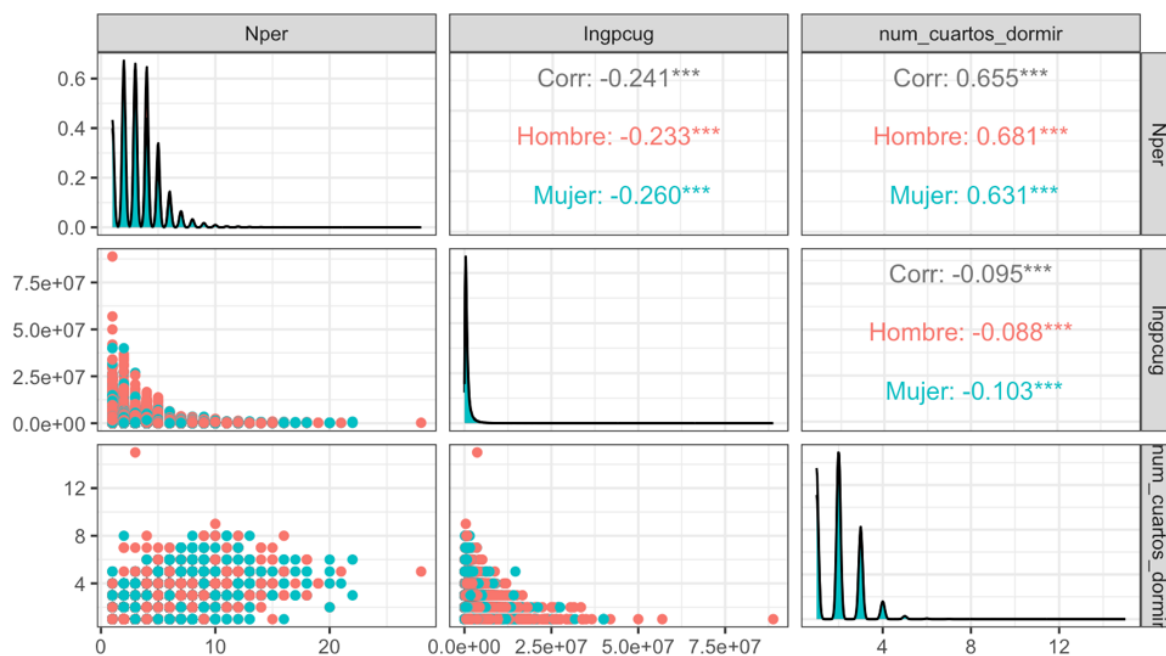 Nper
Ingpcug
num_cuartos_dormir
0.6
0.4
0.2
0.0
Corr: -0.241***
Hombre: -0.233***
Mujer: -0.260***
Corr: 0.655***
Hombre: 0.681***
Mujer: 0.631***
Nper
7.5e+07
5.0e+07
2.5e+07
0.0e+00
Corr: -0.095***
Hombre: -0.088***
Mujer: -0.103***
Ingpcug
12
8
4
num_cuartos_dormir
0 10 20
0.0e+00 2.5e+07 5.0e+07 7.5e+07
4 8 12